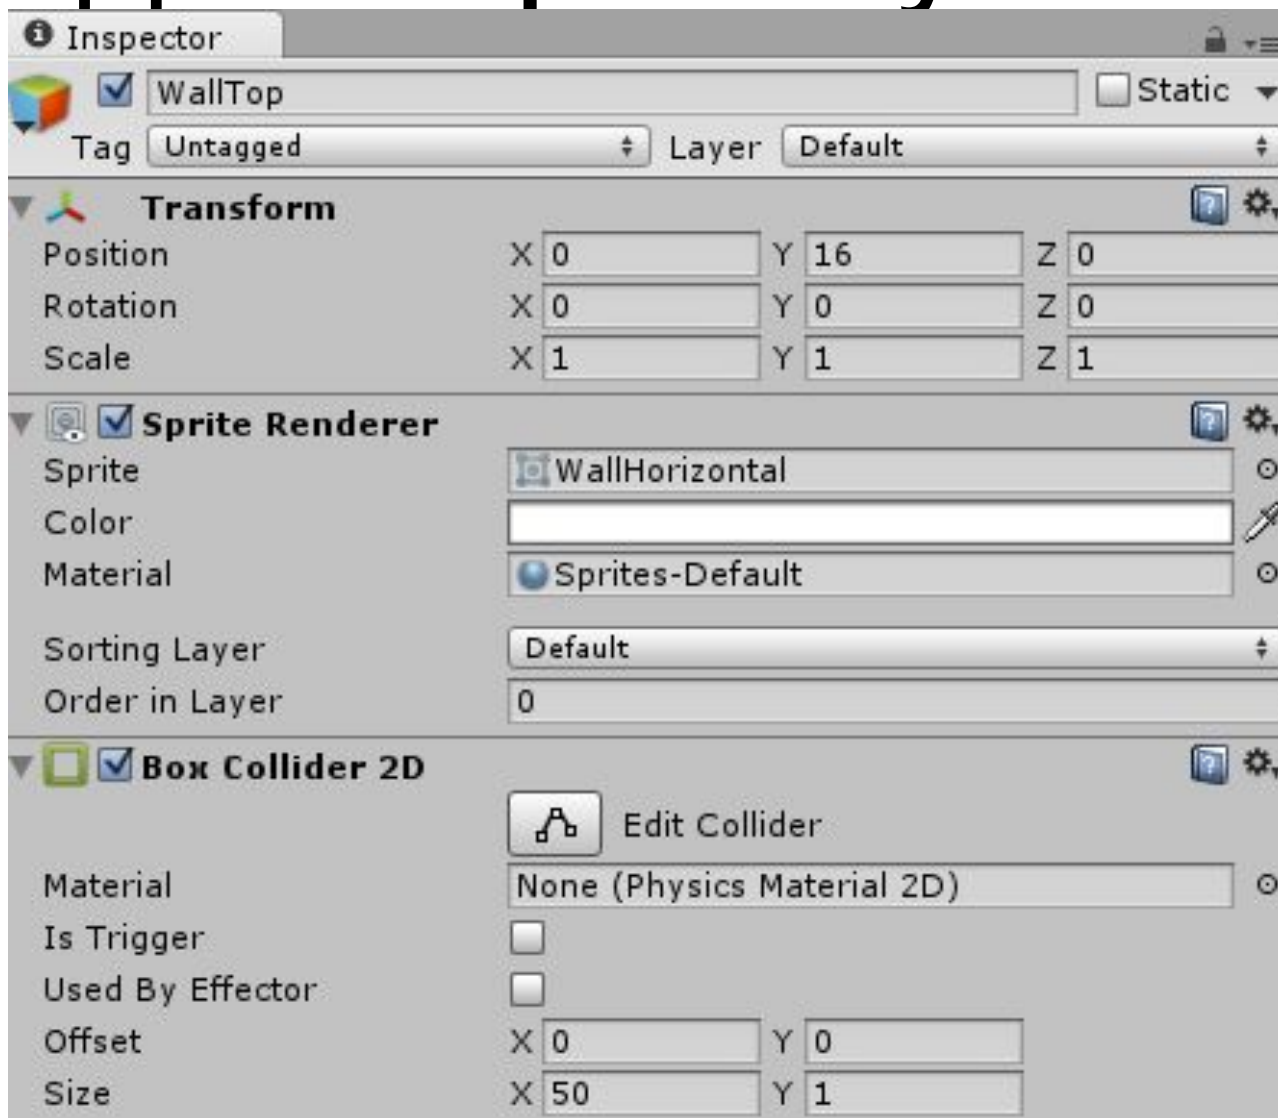 Inspector
WallTop Static
Tag Untagged Layer Default
Transform
Position X 0 Y 16 Z 0
Rotation X 0 Y 0 Z 0
Scale X 1 Y 1 Z 1
Sprite Renderer
Sprite WallHorizontal
Color
Material Sprites-Default
Sorting Layer Default
Order in Layer 0
Box Collider 2D
Edit Collider
Material None (Physics Material 2D)
Is Trigger
Used By Effector
Offset X 0 Y 0
Size X 50 Y 1